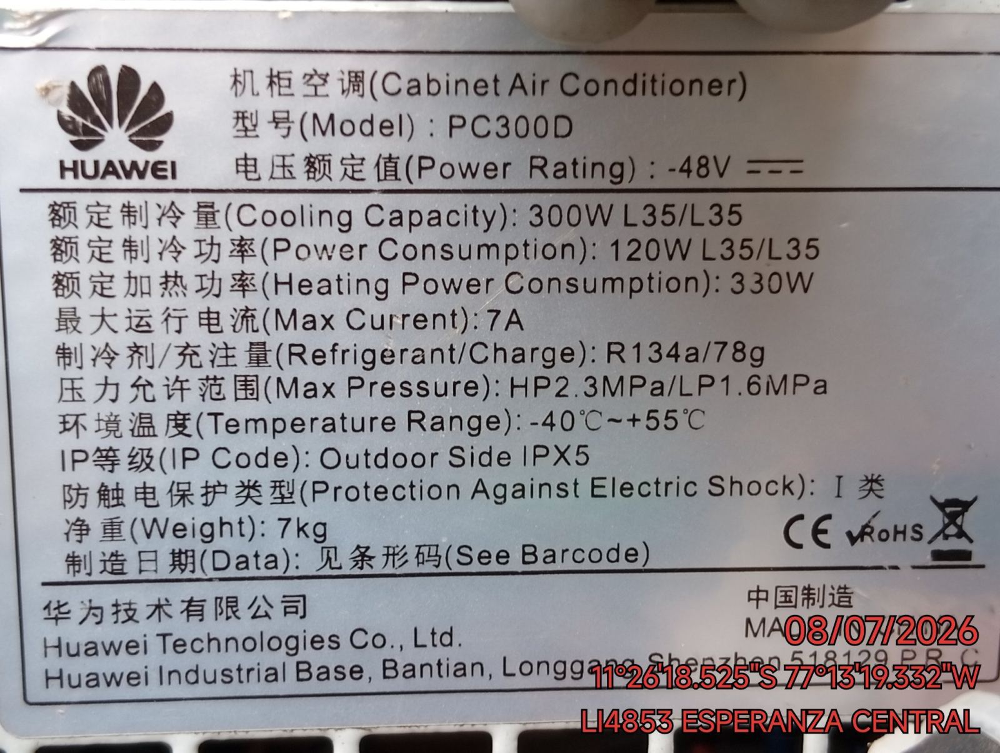 机柜空调(Cabinet Air Conditioner)
型号(Model) : PC300D
HUAWEI
电压额定值(Power Rating) : -48V
额定制冷量(Cooling Capacity): 300W L35/L35
额定制冷功率(Power Consumption): 120W L35/L35
额定加热功率(Heating Power Consumption): 330W
最大运行电流(Max Current): 7A
制冷剂/充注量(Refrigerant/Charge): R134a/78g
压力允许范围(Max Pressure): HP2.3MPa/LP1.6MPa
环境温度(Temperature Range): -40℃~+55℃
IP等级(IP Code): Outdoor Side IPX5
防触电保护类型(Protection Against Electric Shock): I 类
净重(Weight): 7kg
CE RoHS
制造日期(Data): 见条形码(See Barcode)
华为技术有限公司
中国制造
Huawei Technologies Co., Ltd.
08/07/2026
Huawei Industrial Base, Bantian, Longgang Shenzhen 518129 P.R. C
11°26'18.525"S 77°13'19.332"W
LI4853 ESPERANZA CENTRAL